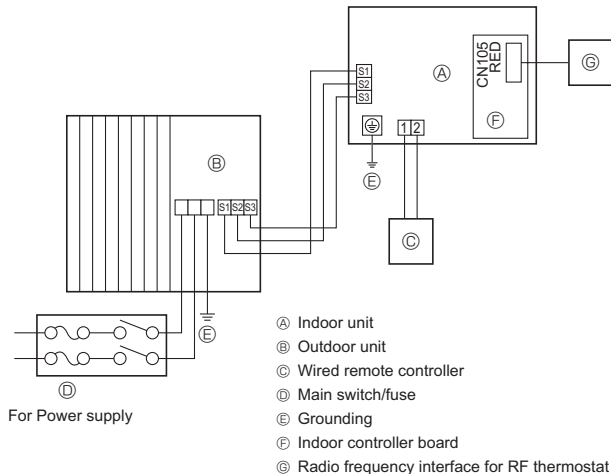 S1
S2
S3
CN105
RED
Ⓐ
Ⓖ
Ⓕ
1 2
Ⓔ
Ⓑ
S1 S2 S3
Ⓒ
Ⓔ
Ⓓ
For Power supply
Ⓐ Indoor unit
Ⓑ Outdoor unit
Ⓒ Wired remote controller
Ⓓ Main switch/fuse
Ⓔ Grounding
Ⓕ Indoor controller board
Ⓖ Radio frequency interface for RF thermostat